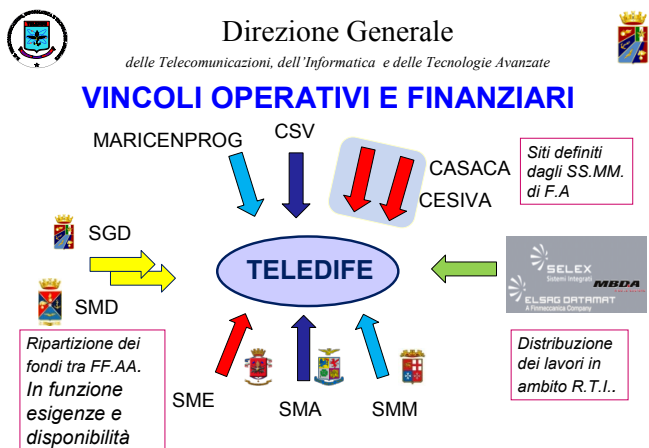 Direzione Generale
delle Telecomunicazioni, dell'Informatica e delle Tecnologie Avanzate
VINCOLI OPERATIVI E FINANZIARI
MARICENPROG
CSV
CASACA
CESIVA
Siti definiti
dagli SS.MM.
di F.A
SGD
SMD
TELEDIFE
SELEX
Sistemi Integrati
MBDA
ELSAG DATAMAT
A Finmeccanica Company
Ripartizione dei
fondi tra FF.AA.
In funzione
esigenze e
disponibilità
SME
SMA
SMM
Distribuzione
dei lavori in
ambito R.T.I..